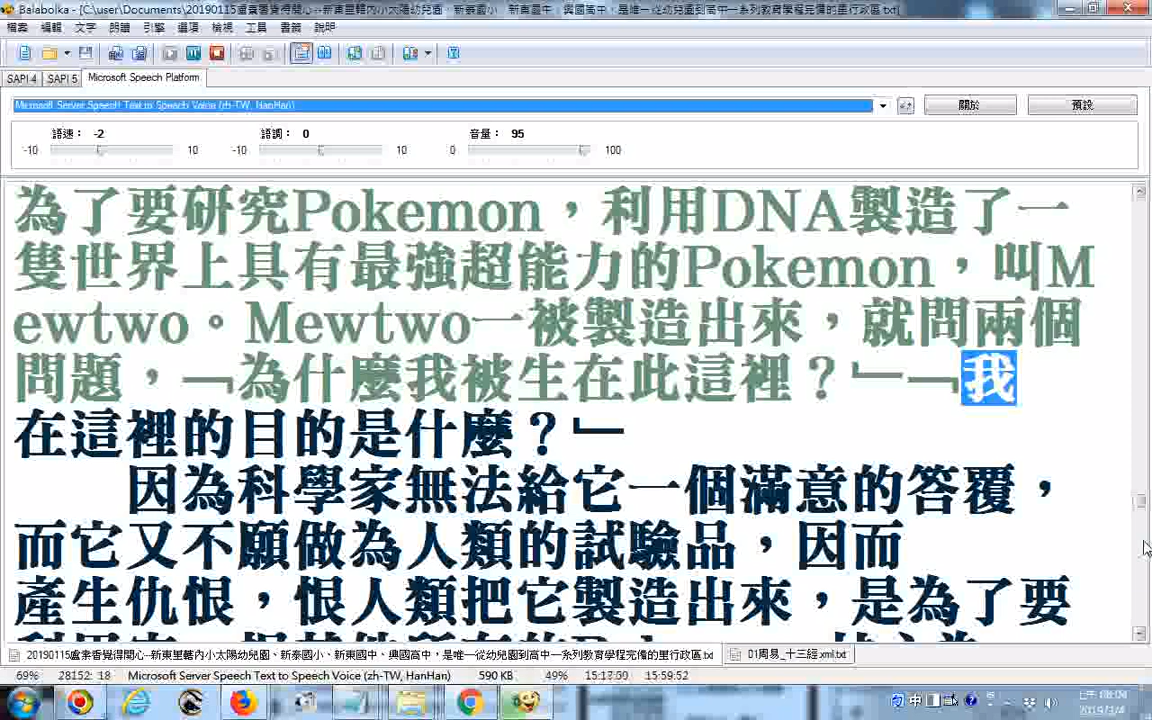 Balabolka - [C:\user\Documents\20190115盧素香覺得開心--新東里轄內小太陽幼兒園、新泰國小、新東國中、興國高中，是唯一從幼兒園到高中一系列教育學程完備的里行政區.txt]
檔案 編輯 文字 朗讀 引擎 選項 檢視 工具 書籤 說明
SAPI 4 SAPI 5 Microsoft Speech Platform
Microsoft Server Speech Text to Speech Voice (zh-TW, HanHan)
關於 預設
語速： -2 語調： 0 音量： 95
-10 10 -10 10 0 100
為了要研究Pokemon，利用DNA製造了一
隻世界上具有最強超能力的Pokemon，叫M
ewtwo。Mewtwo一被製造出來，就問兩個
問題，﹁為什麼我被生在此這裡？﹂﹁我
在這裡的目的是什麼？﹂
因為科學家無法給它一個滿意的答覆，
而它又不願做為人類的試驗品，因而
產生仇恨，恨人類把它製造出來，是為了要
20190115盧素香覺得開心--新東里轄內小太陽幼兒園、新泰國小、新東國中、興國高中，是唯一從幼兒園到高中一系列教育學程完備的里行政區.txt 01周易_十三經.xml.txt
69% 28152: 18 Microsoft Server Speech Text to Speech Voice (zh-TW, HanHan) 590 KB 49% 15:17:50 15:59:52
中
2019/3/4